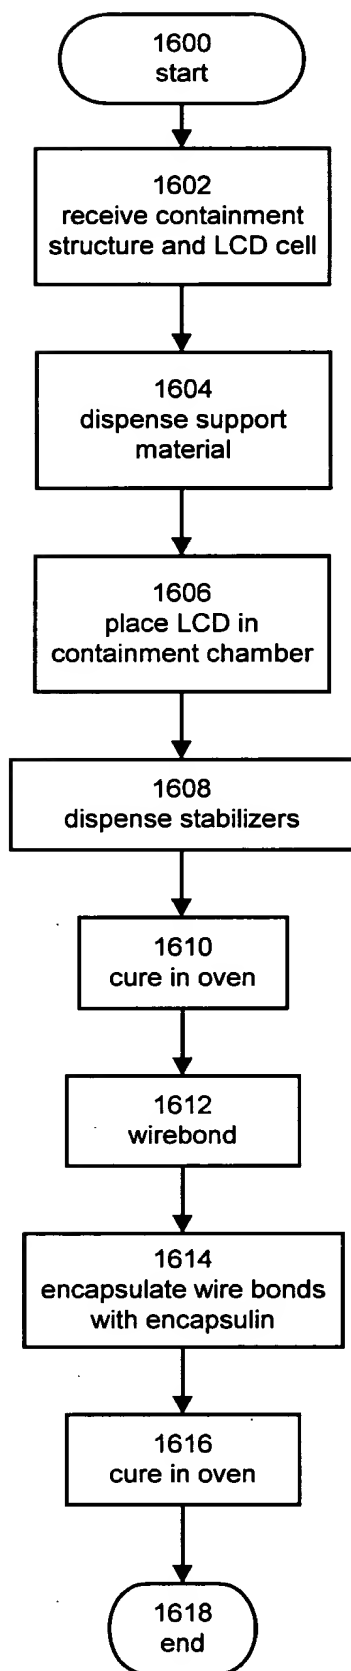 1600
start
1602
receive containment
structure and LCD cell
1604
dispense support
material
1606
place LCD in
containment chamber
1608
dispense stabilizers
1610
cure in oven
1612
wirebond
1614
encapsulate wire bonds
with encapsulin
1616
cure in oven
1618
end